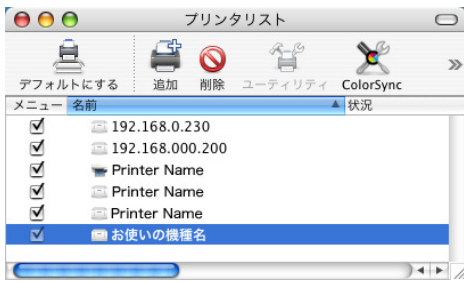 プリンタリスト
デフォルトにする 追加 削除 ユーティリティ ColorSync
メニュー 名前 状況
192.168.0.230
192.168.000.200
Printer Name
Printer Name
Printer Name
お使いの機種名